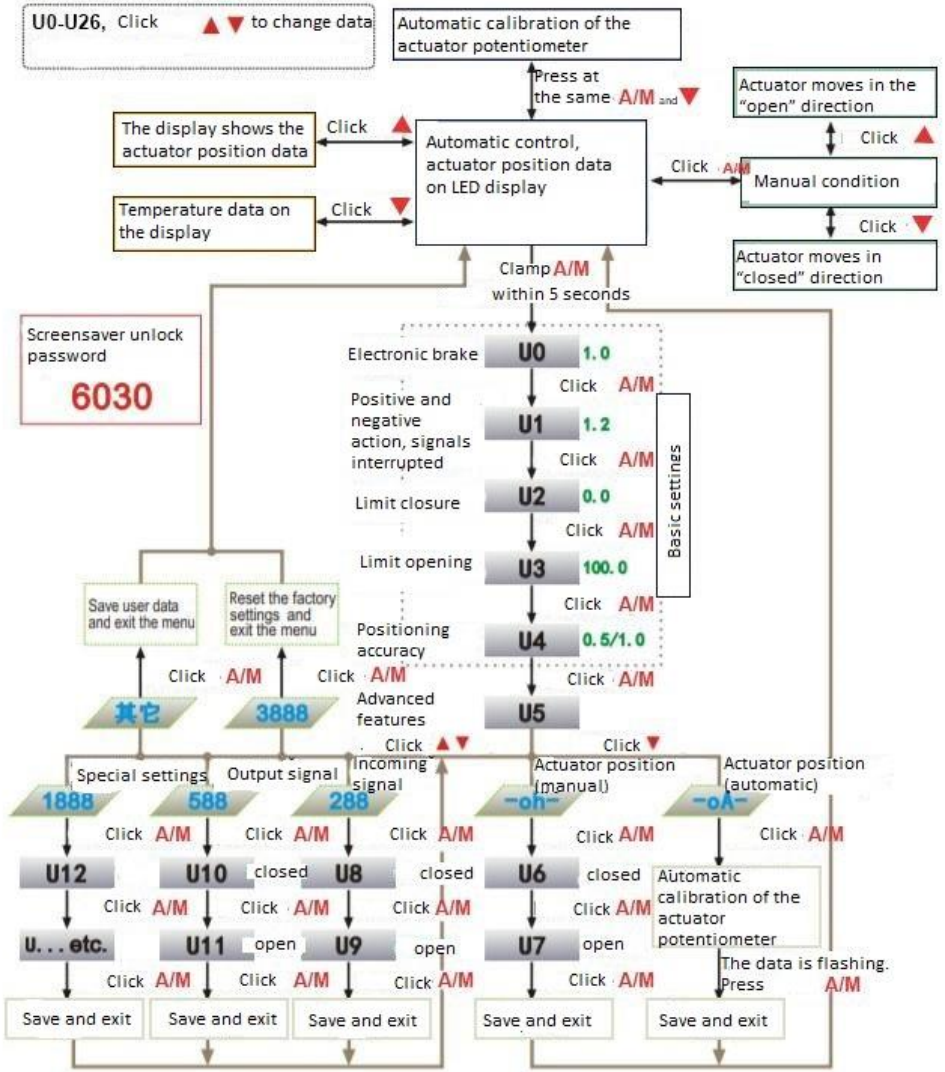 U0-U26, Click ▲ ▼ to change data
Automatic calibration of the
actuator potentiometer
Press at
the same A/M and ▼
Actuator moves in the
“open” direction
Click ▲
The display shows the
actuator position data
Click ▲
Automatic control,
actuator position data
on LED display
Click A/M
Manual condition
Temperature data on
the display
Click ▼
Click ▼
Actuator moves in
“closed” direction
Clamp A/M
within 5 seconds
Screensaver unlock
password
6030
Electronic brake
U0 1.0
Click A/M
Positive and
negative
action, signals
interrupted
U1 1.2
Click A/M
Limit closure
U2 0.0
Click A/M
Limit opening
U3 100.0
Click A/M
Positioning
accuracy
U4 0.5/1.0
Click A/M
Basic settings
Save user data
and exit the menu
Reset the factory
settings and
exit the menu
Click A/M
Click A/M
其它
3888
Advanced
features
U5
Click ▲ ▼
Click ▼
Special settings
Output signal
Incoming
signal
Actuator position
(manual)
Actuator position
(automatic)
1888
588
288
-oh-
-oA-
Click A/M
Click A/M
Click A/M
Click A/M
Click A/M
U12
U10 closed
U8 closed
U6 closed
Automatic
calibration of the
actuator
potentiometer
Click A/M
Click A/M
Click A/M
Click A/M
U...etc.
U11 open
U9 open
U7 open
Click A/M
Click A/M
Click A/M
Click A/M
The data is flashing.
Press A/M
Save and exit
Save and exit
Save and exit
Save and exit
Save and exit